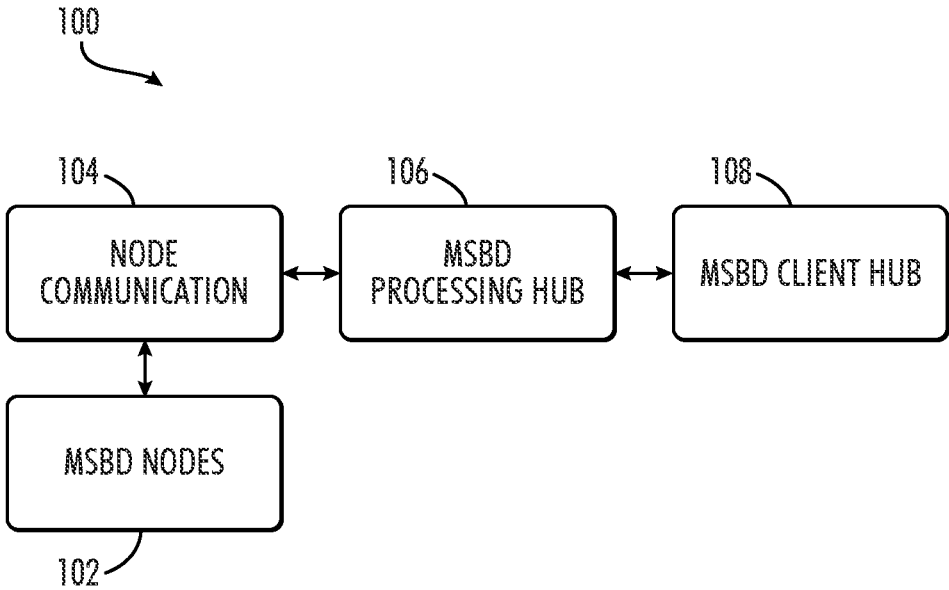 100
104
106
108
NODE
COMMUNICATION
MSBD
PROCESSING HUB
MSBD CLIENT HUB
MSBD NODES
102